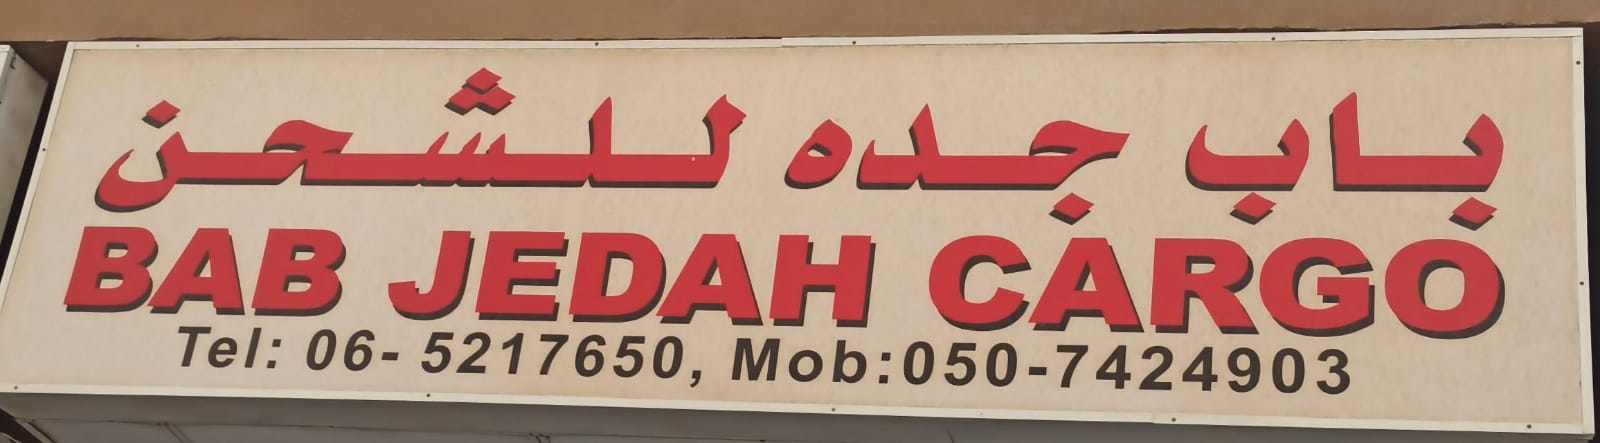 باب جده للشحن
BAB JEDAH CARGO
Tel: 06- 5217650, Mob:050-7424903